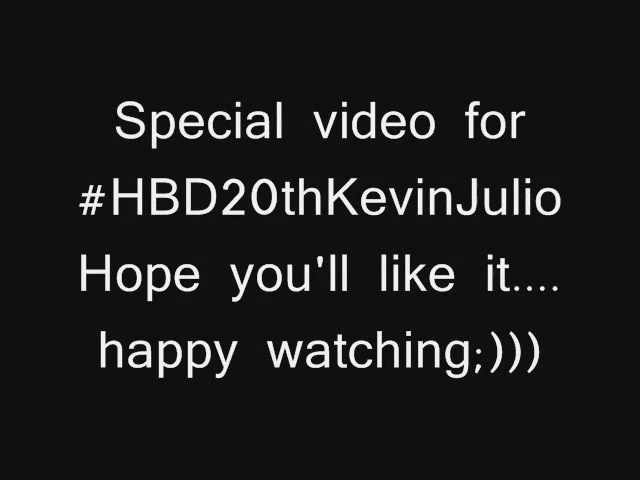 Special video for
#HBD20thKevinJulio
Hope you'll like it....
happy watching;)))